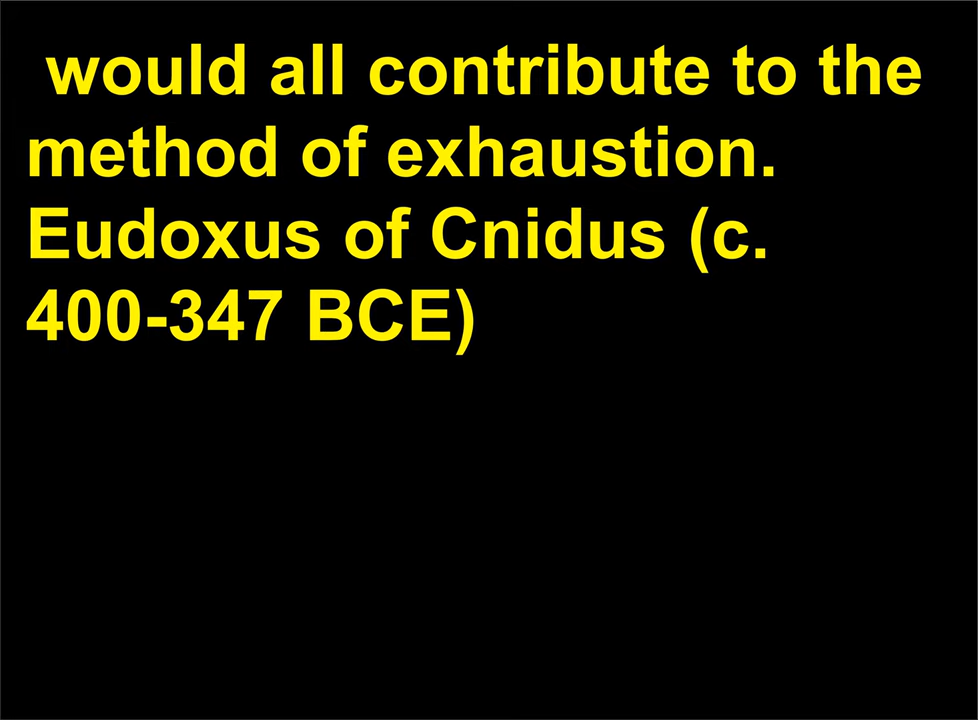 would all contribute to the
method of exhaustion.
Eudoxus of Cnidus (c.
400-347 BCE)